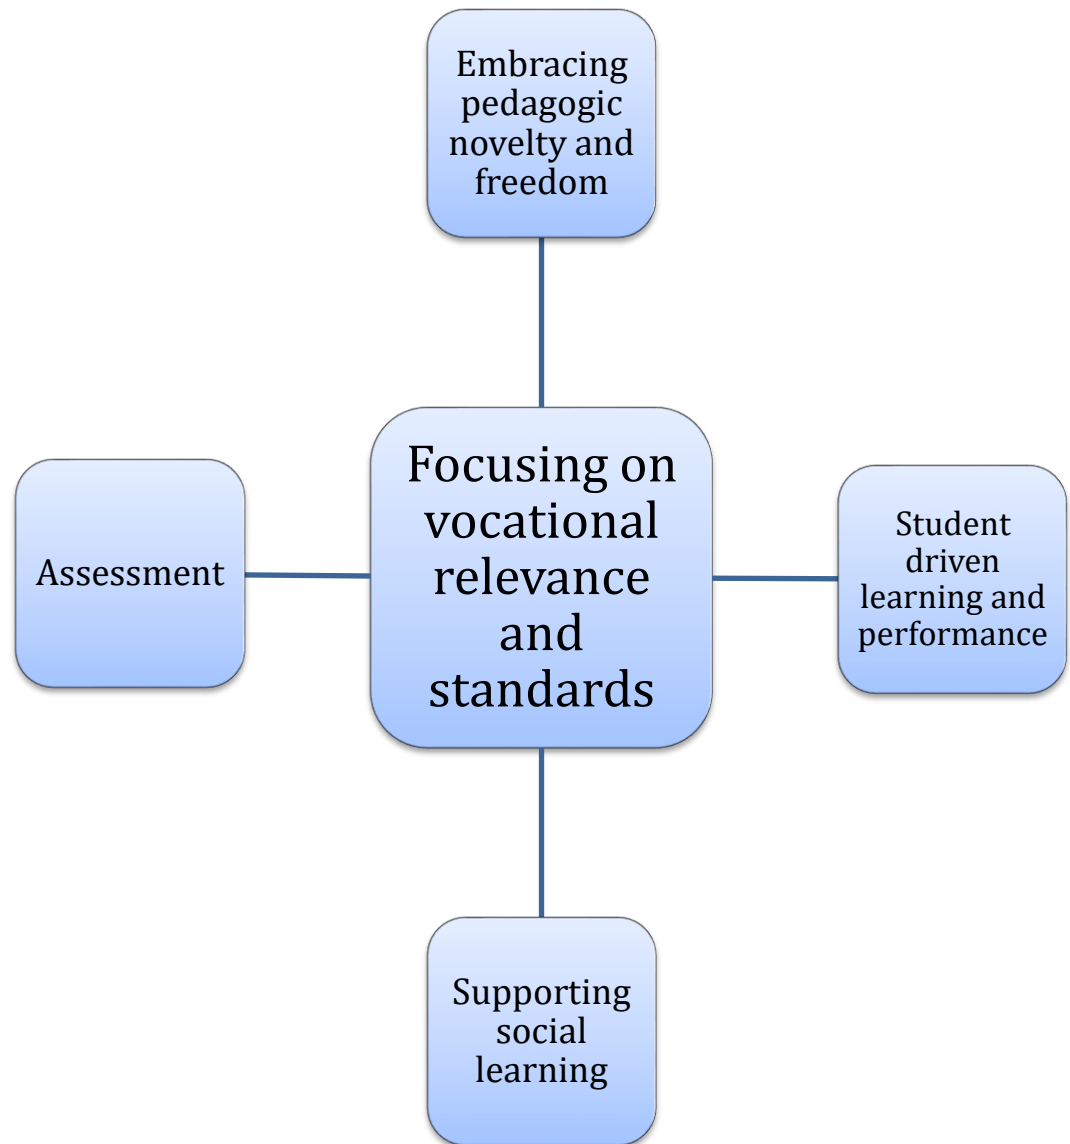 Embracing
pedagogic
novelty and
freedom
Focusing on
vocational
relevance
and
standards
Assessment
Student
driven
learning and
performance
Supporting
social
learning